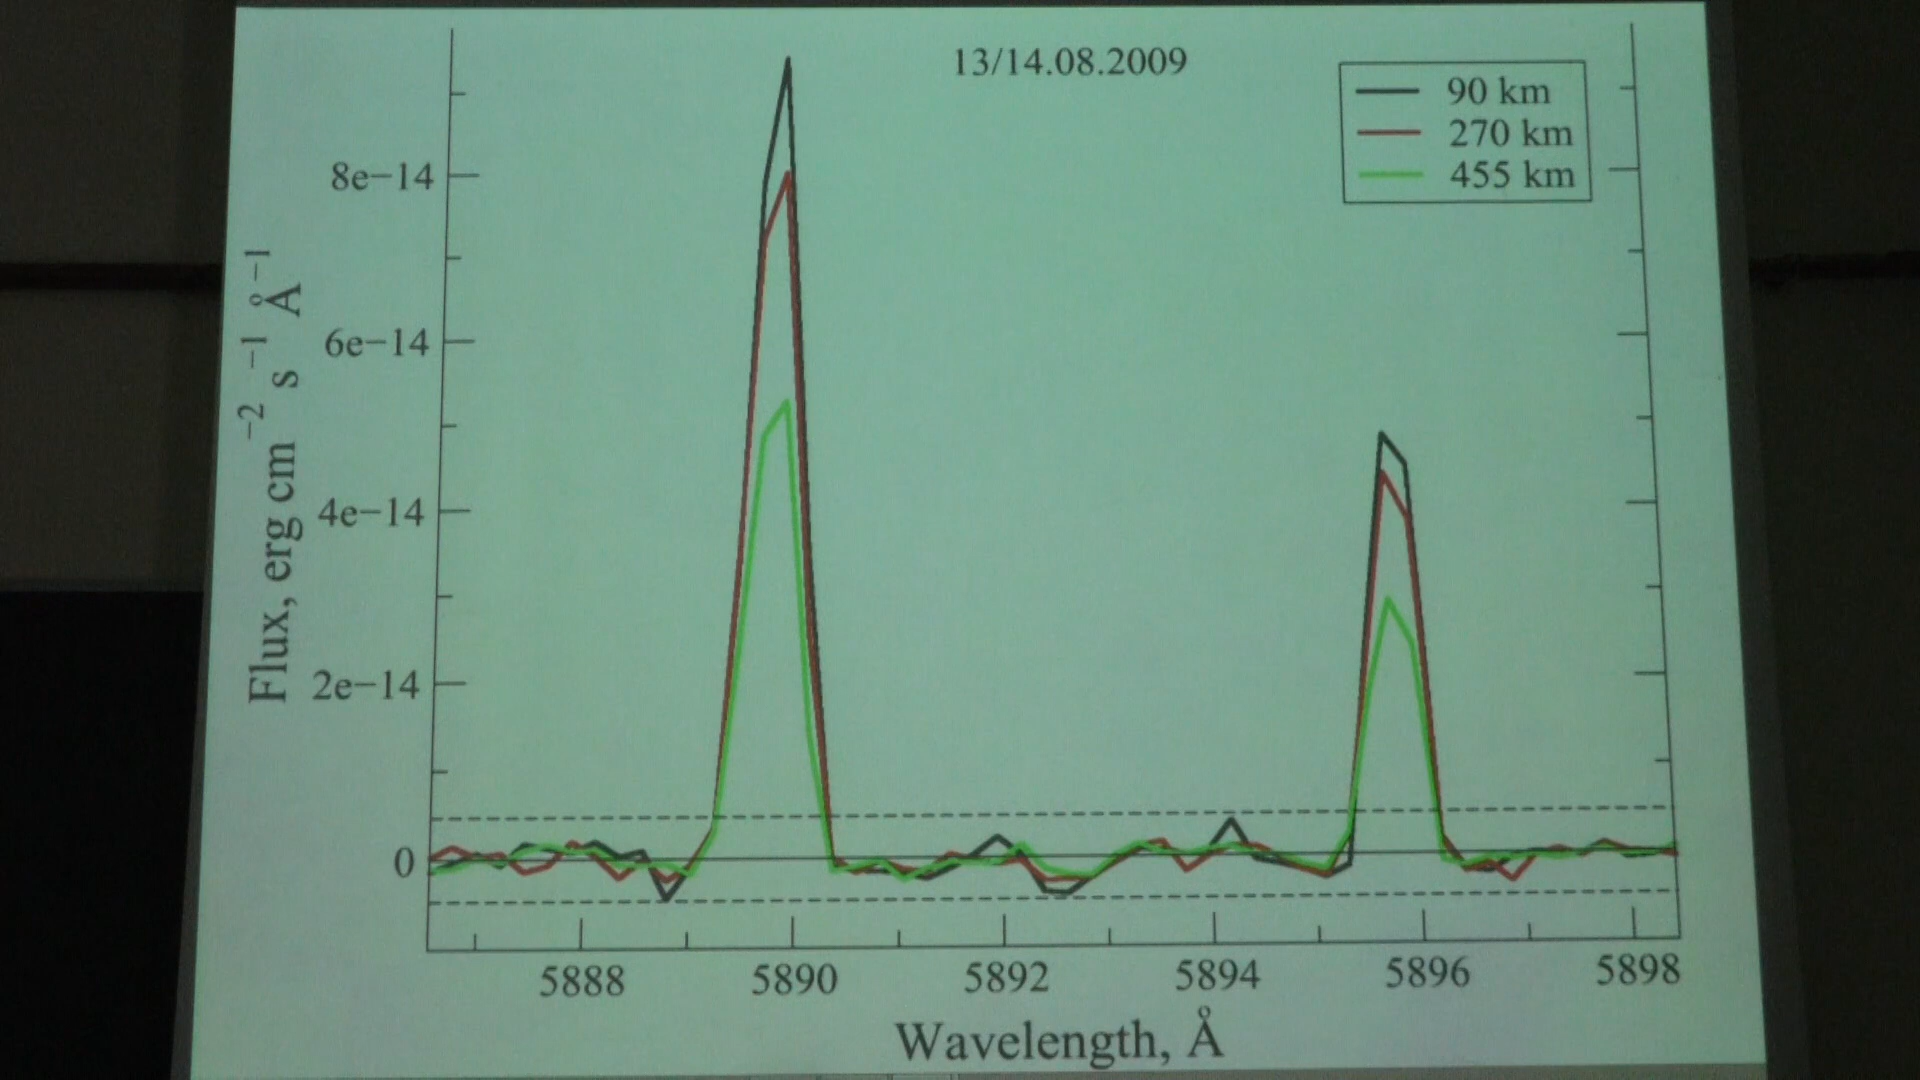 13/14.08.2009
90 km
270 km
455 km
8e−14
6e−14
4e−14
2e−14
0
Flux, erg cm⁻² s⁻¹ Å⁻¹
5888 5890 5892 5894 5896 5898
Wavelength, Å